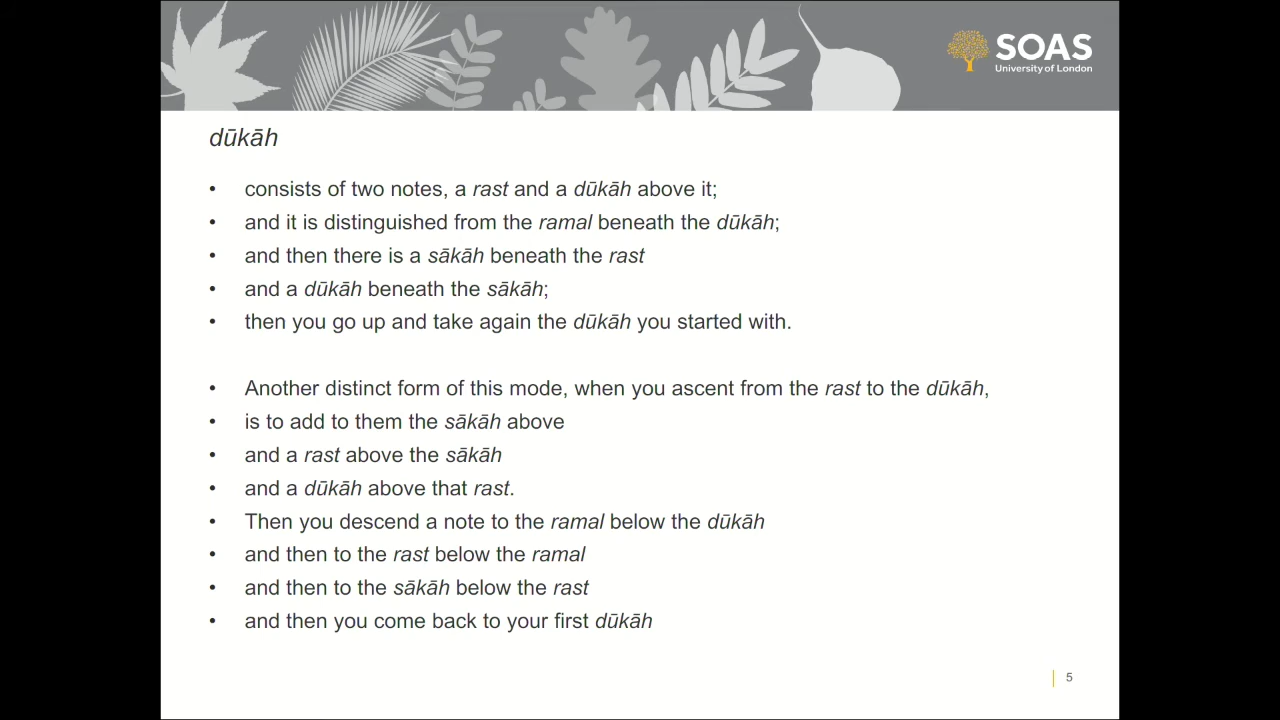 SOAS
University of London
dūkāh
• consists of two notes, a rast and a dūkāh above it;
• and it is distinguished from the ramal beneath the dūkāh;
• and then there is a sākāh beneath the rast
• and a dūkāh beneath the sākāh;
• then you go up and take again the dūkāh you started with.
• Another distinct form of this mode, when you ascent from the rast to the dūkāh,
• is to add to them the sākāh above
• and a rast above the sākāh
• and a dūkāh above that rast.
• Then you descend a note to the ramal below the dūkāh
• and then to the rast below the ramal
• and then to the sākāh below the rast
• and then you come back to your first dūkāh
5